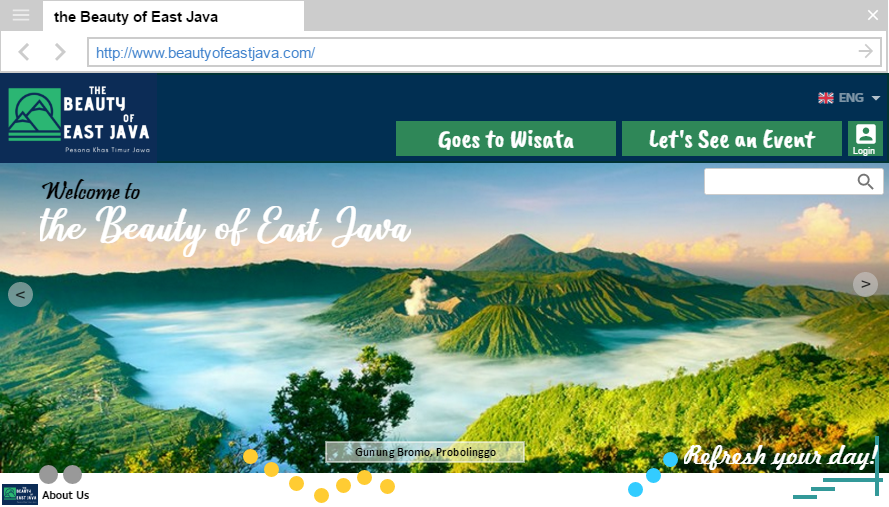 the Beauty of East Java
http://www.beautyofeastjava.com/
THE
BEAUTY
OF
EAST JAVA
Pesona Khas Timur Jawa
ENG
Goes to Wisata
Let's See an Event
Login
Welcome to
the Beauty of East Java
<
>
Gunung Bromo, Probolinggo
Refresh your day!
THE
BEAUTY
OF
EAST JAVA
About Us